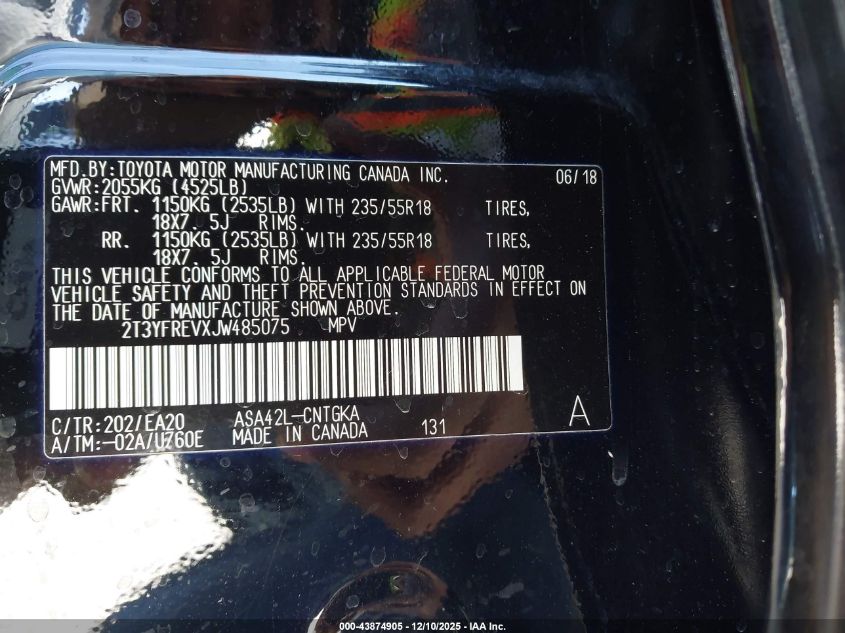 MFD.BY:TOYOTA MOTOR MANUFACTURING CANADA INC. 06/18
GVWR:2055KG (4525LB)
GAWR:FRT. 1150KG (2535LB) WITH 235/55R18 TIRES,
18X7. 5J RIMS.
RR. 1150KG (2535LB) WITH 235/55R18 TIRES,
18X7. 5J RIMS.
THIS VEHICLE CONFORMS TO ALL APPLICABLE FEDERAL MOTOR
VEHICLE SAFETY AND THEFT PREVENTION STANDARDS IN EFFECT ON
THE DATE OF MANUFACTURE SHOWN ABOVE.
2T3YFREVXJW485075 MPV
C/TR:202/EA20 ASA42L-CNTGKA A
A/TM:-02A/U760E MADE IN CANADA 131
000-43874905 - 12/10/2025 - IAA Inc.